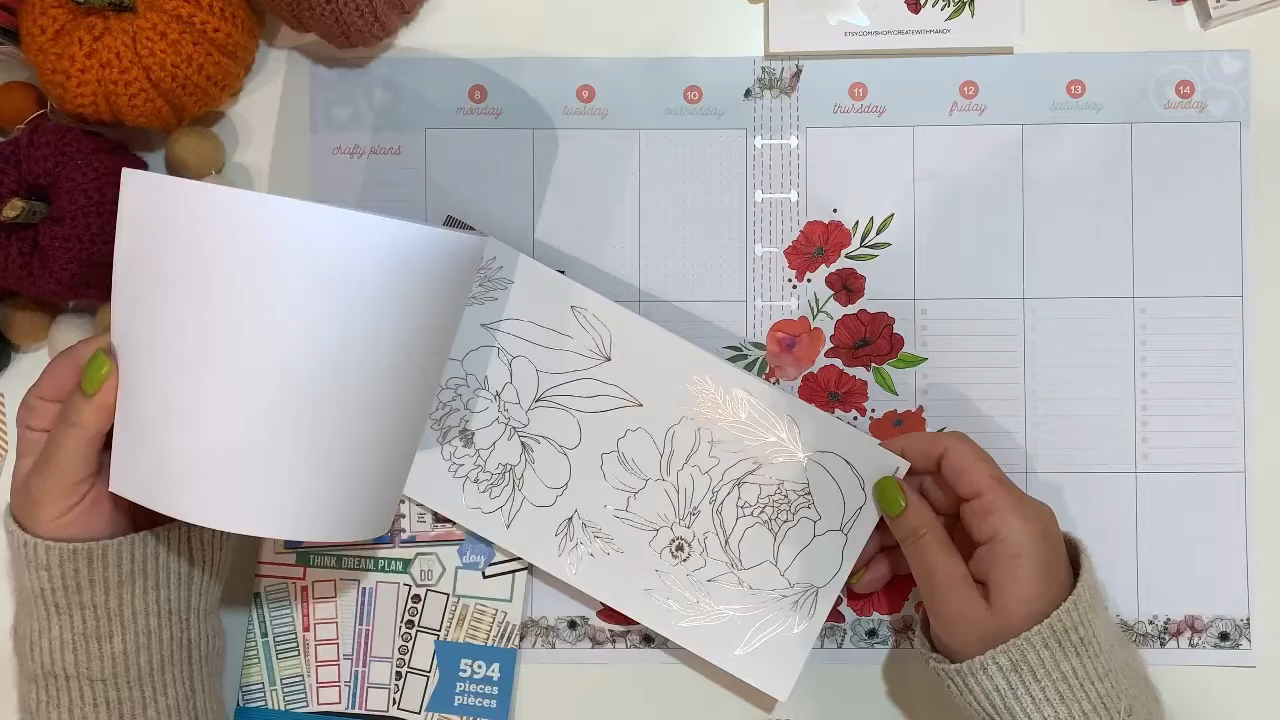 ETSY.COM/SHOP/CREATEWITHMANDY
8
monday
9
tuesday
10
wednesday
11
thursday
12
friday
13
saturday
14
sunday
crafty plans
THINK. DREAM. PLAN.
DO
day
594
pieces
pièces